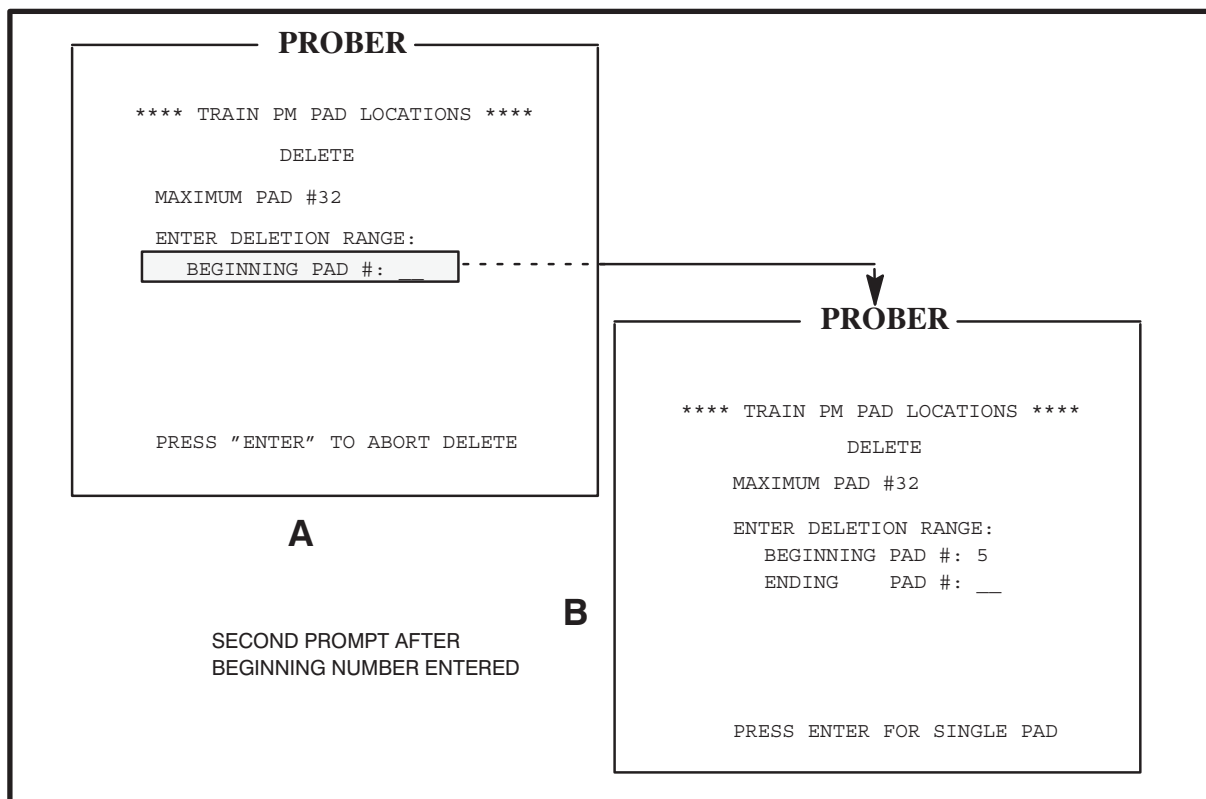 PROBER
**** TRAIN PM PAD LOCATIONS ****
DELETE
MAXIMUM PAD #32
ENTER DELETION RANGE:
BEGINNING PAD #: __
PRESS "ENTER" TO ABORT DELETE
A
PROBER
**** TRAIN PM PAD LOCATIONS ****
DELETE
MAXIMUM PAD #32
ENTER DELETION RANGE:
BEGINNING PAD #: 5
ENDING PAD #: __
PRESS ENTER FOR SINGLE PAD
B
SECOND PROMPT AFTER
BEGINNING NUMBER ENTERED